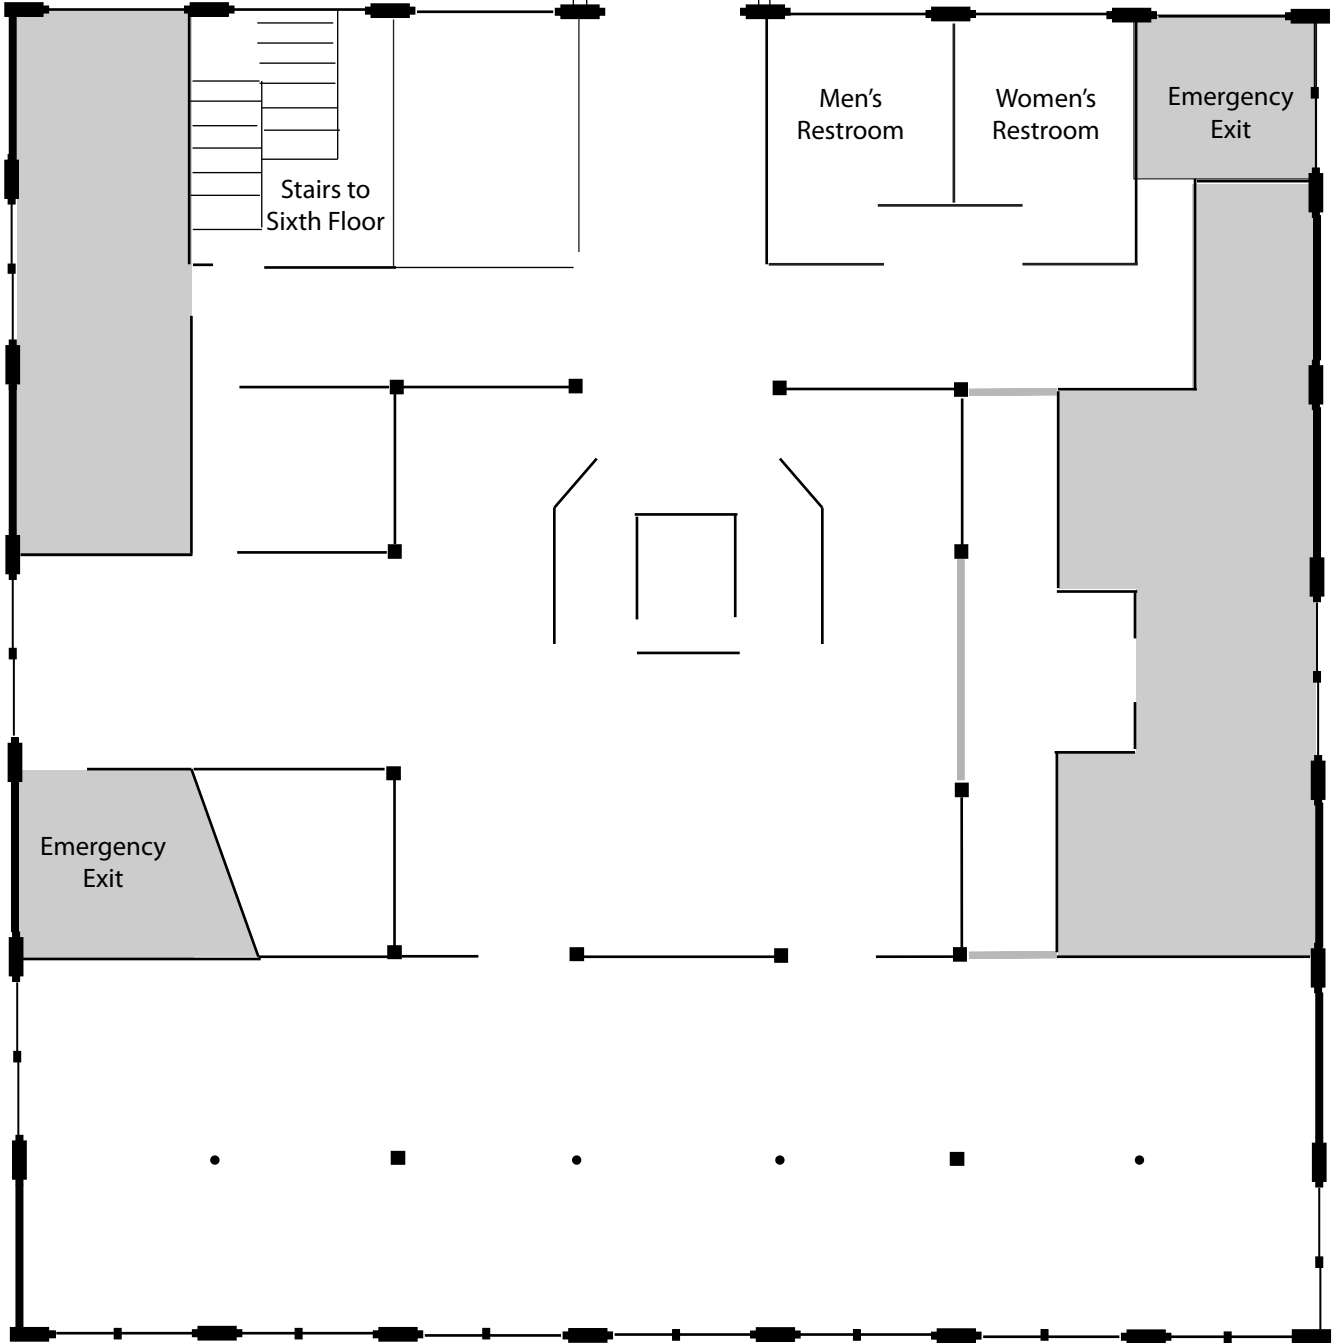 Men's
Restroom
Women's
Restroom
Emergency
Exit
Stairs to
Sixth Floor
Emergency
Exit